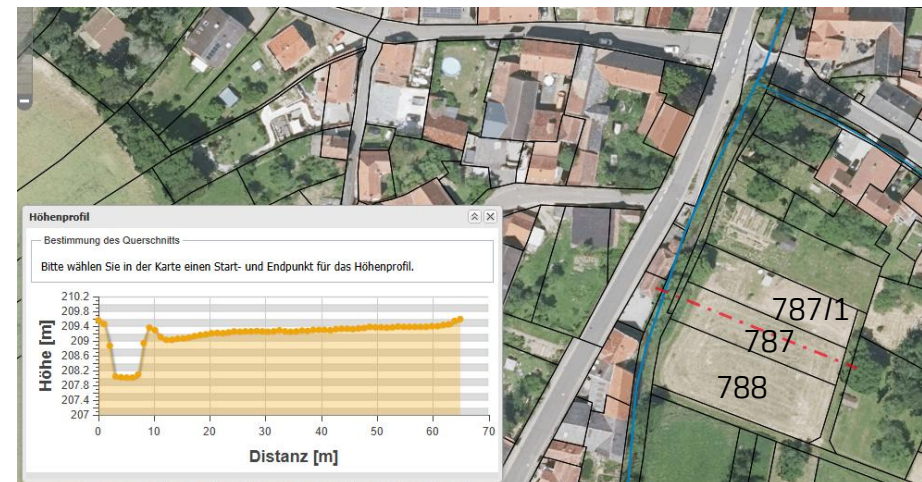 Höhenprofil
Bestimmung des Querschnitts
Bitte wählen Sie in der Karte einen Start- und Endpunkt für das Höhenprofil.
Höhe [m]
210.2
209.8
209.4
209
208.6
208.2
207.8
207.4
207
0 10 20 30 40 50 60 70
Distanz [m]
787/1
787
788